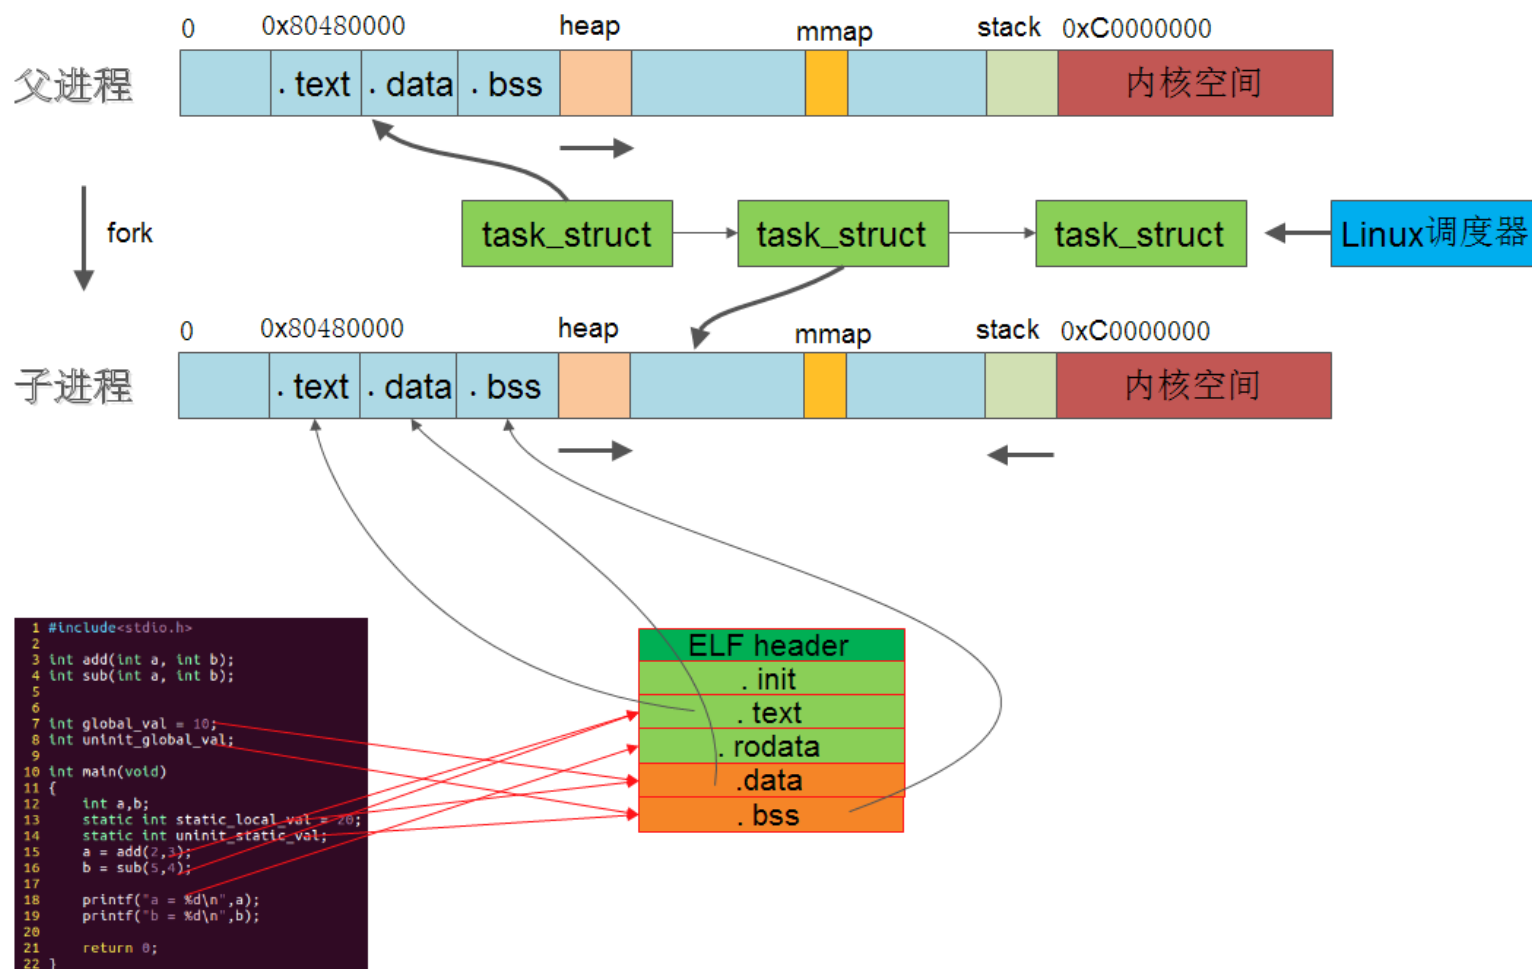 0 0x80480000 heap mmap stack 0xC0000000
父进程 . text . data . bss 内核空间
fork
task_struct task_struct task_struct Linux调度器
0 0x80480000 heap mmap stack 0xC0000000
子进程 . text . data . bss 内核空间
1 #include<stdio.h>
2
3 int add(int a, int b);
4 int sub(int a, int b);
5
6
7 int global_val = 10;
8 int uninit_global_val;
9
10 int main(void)
11 {
12 int a,b;
13 static int static_local_val = 20;
14 static int uninit_static_val;
15 a = add(2,3);
16 b = sub(5,4);
17
18 printf("a = %d\n",a);
19 printf("b = %d\n",b);
20
21 return 0;
22 }
ELF header
. init
. text
. rodata
.data
. bss